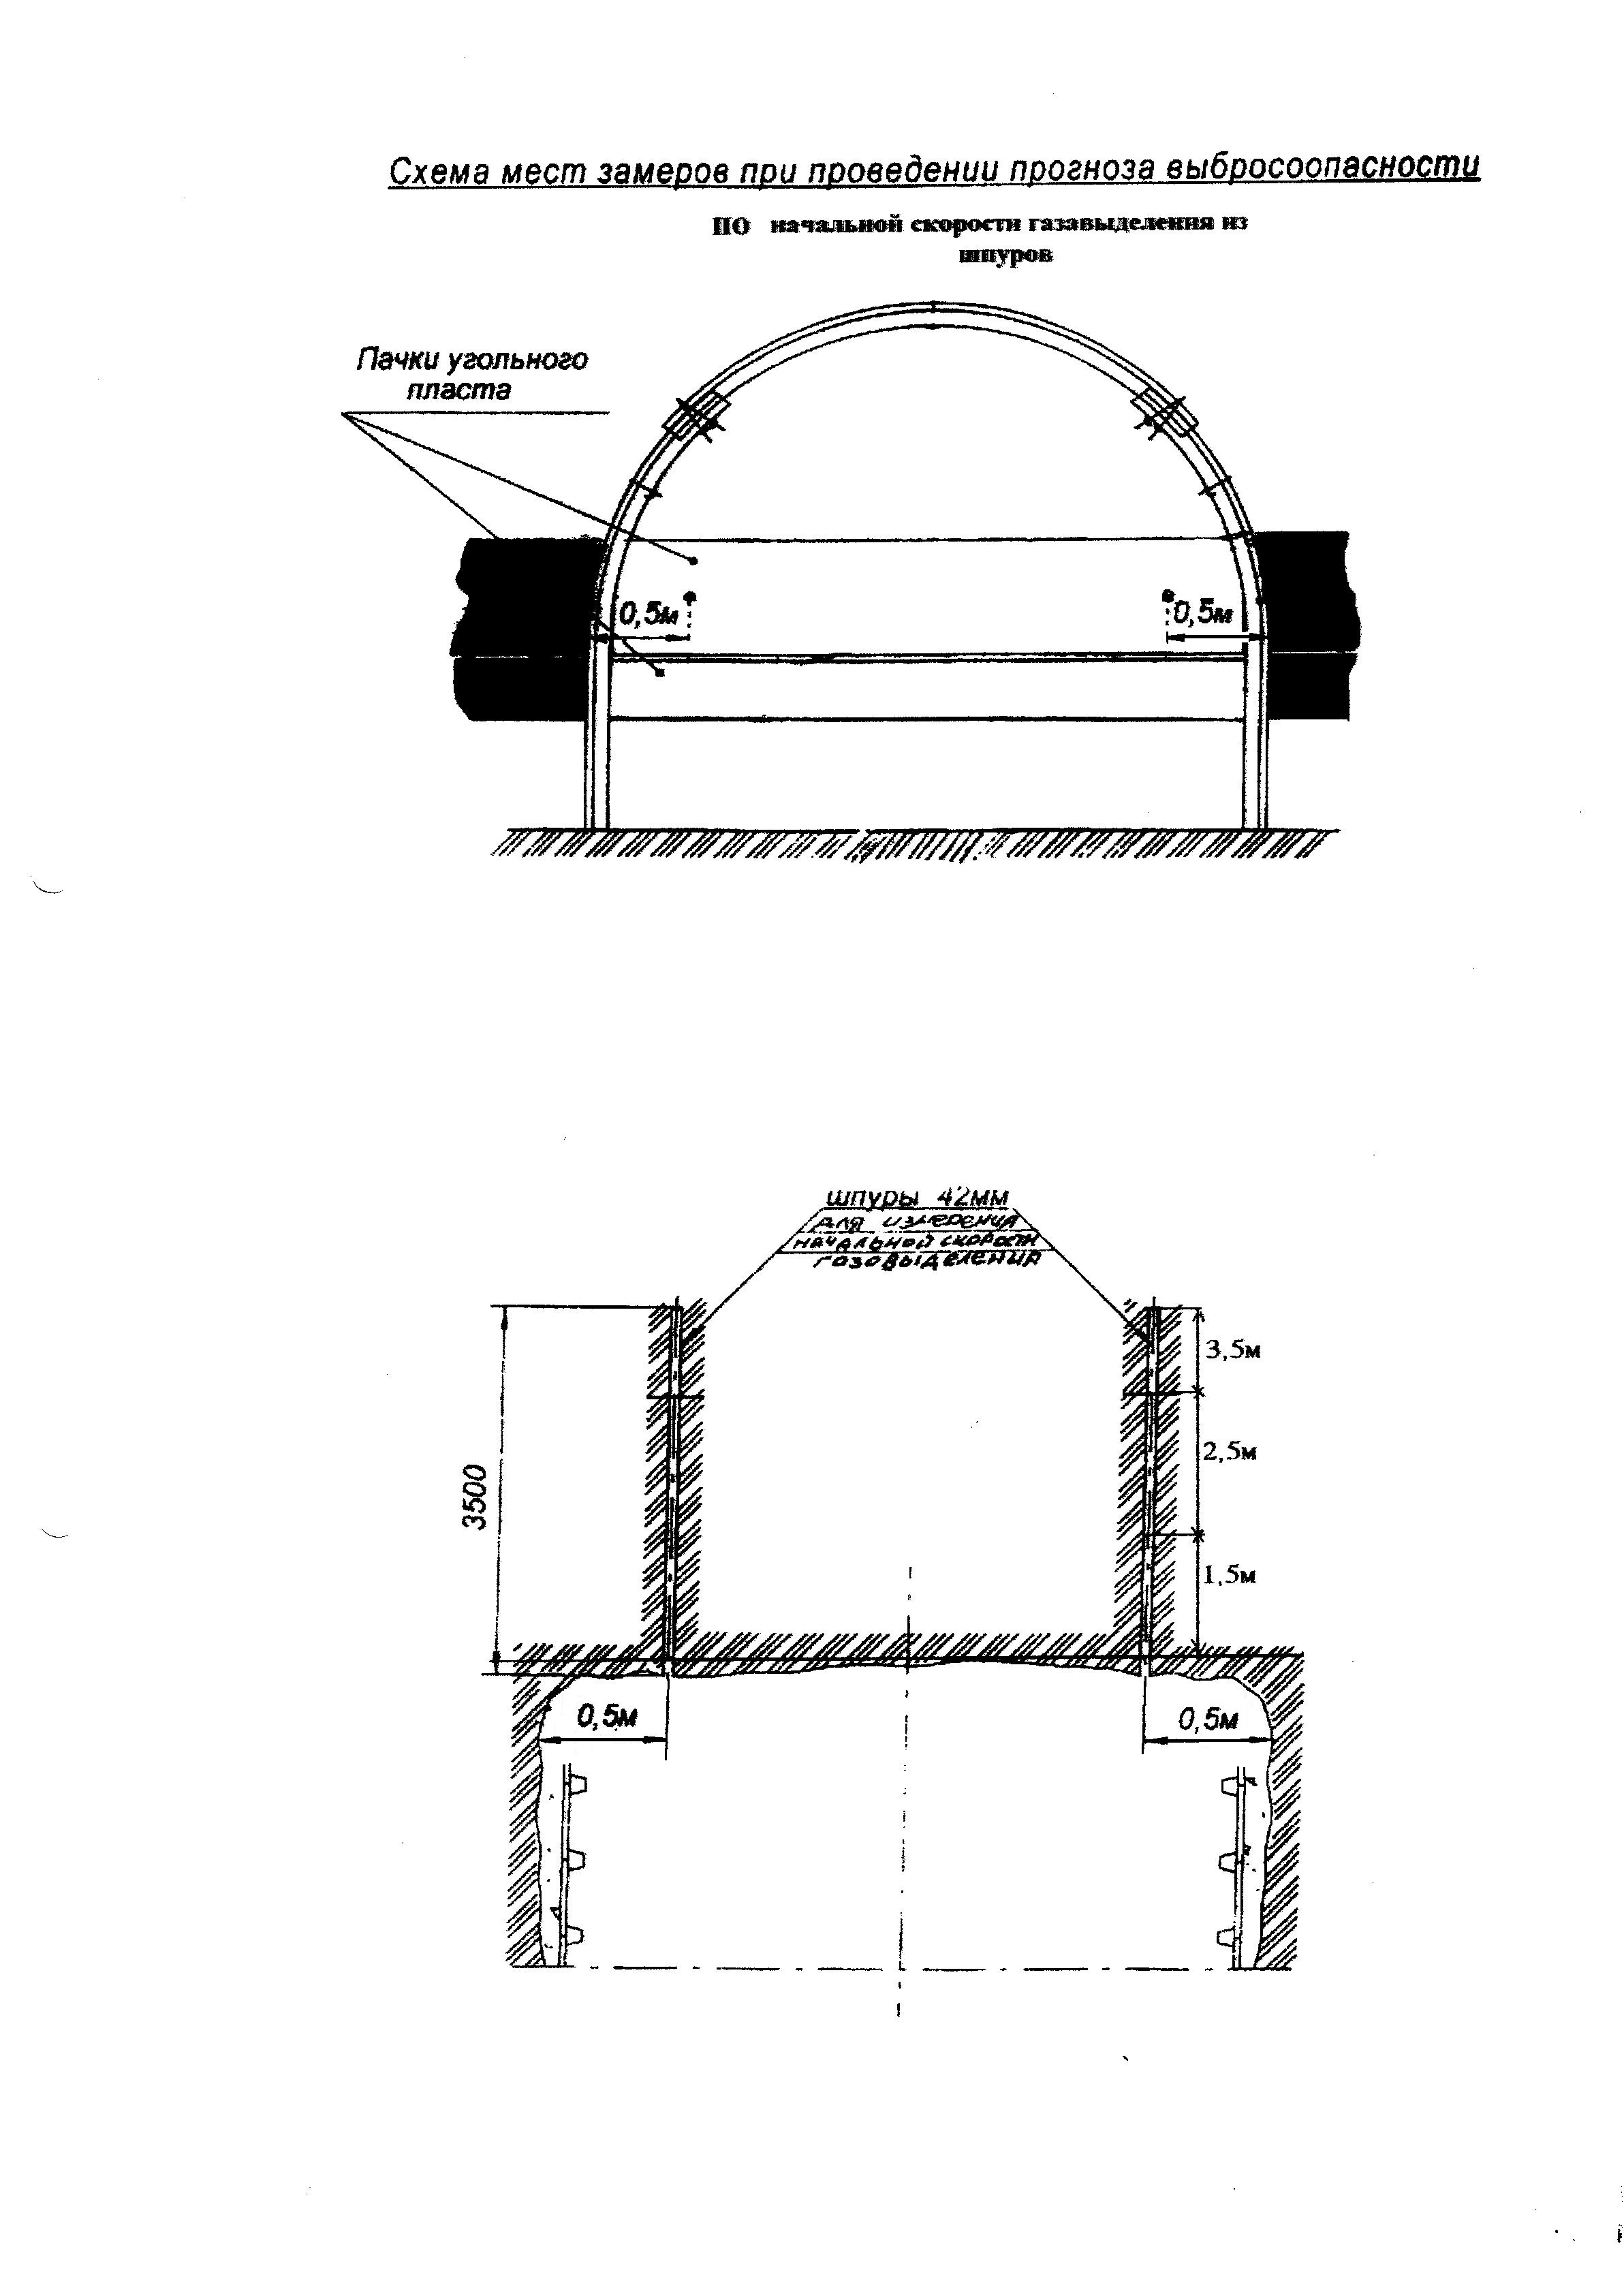 Схема мест замеров при проведении прогноза выбросоопасности
ПО начальной скорости газавыделения из
шпуров
Пачки угольного
пласта
0,5м
0,5м
шпуры 42мм
для измерения
начальной скорости
газовыделения
3,5м
2,5м
3500
1,5м
0,5м
0,5м